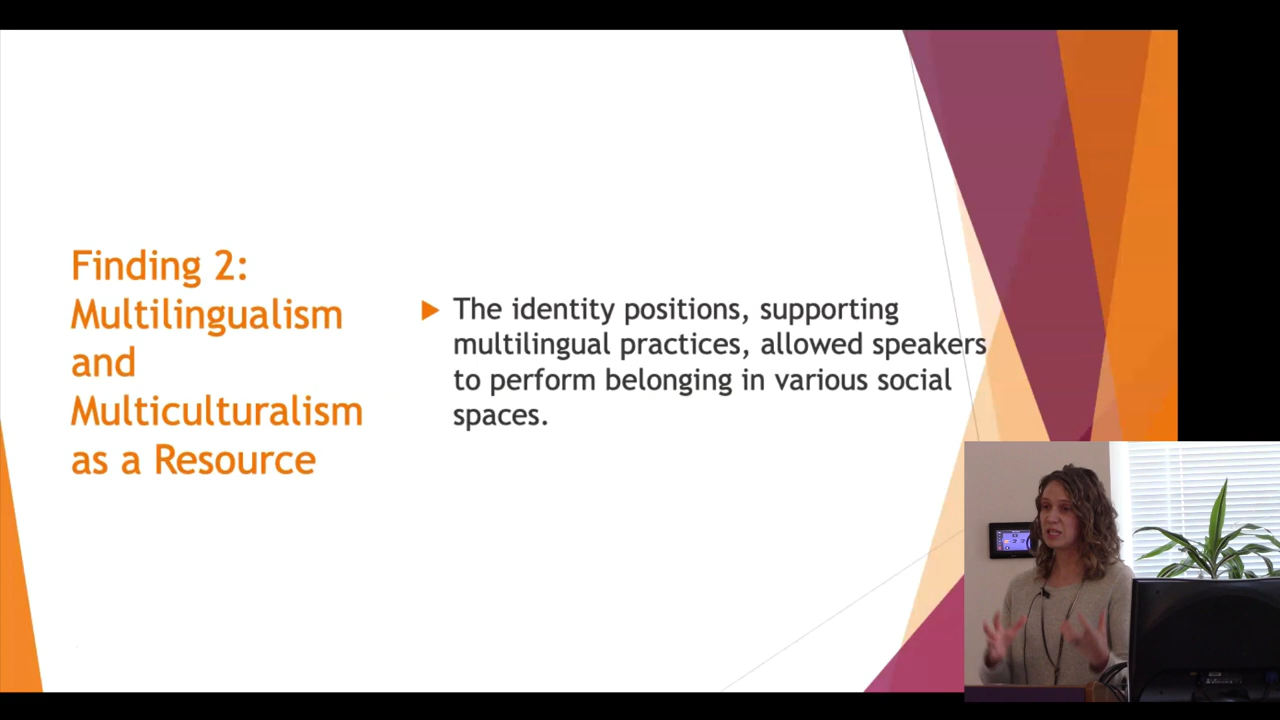 Finding 2:
Multilingualism
and
Multiculturalism
as a Resource
The identity positions, supporting
multilingual practices, allowed speakers
to perform belonging in various social
spaces.